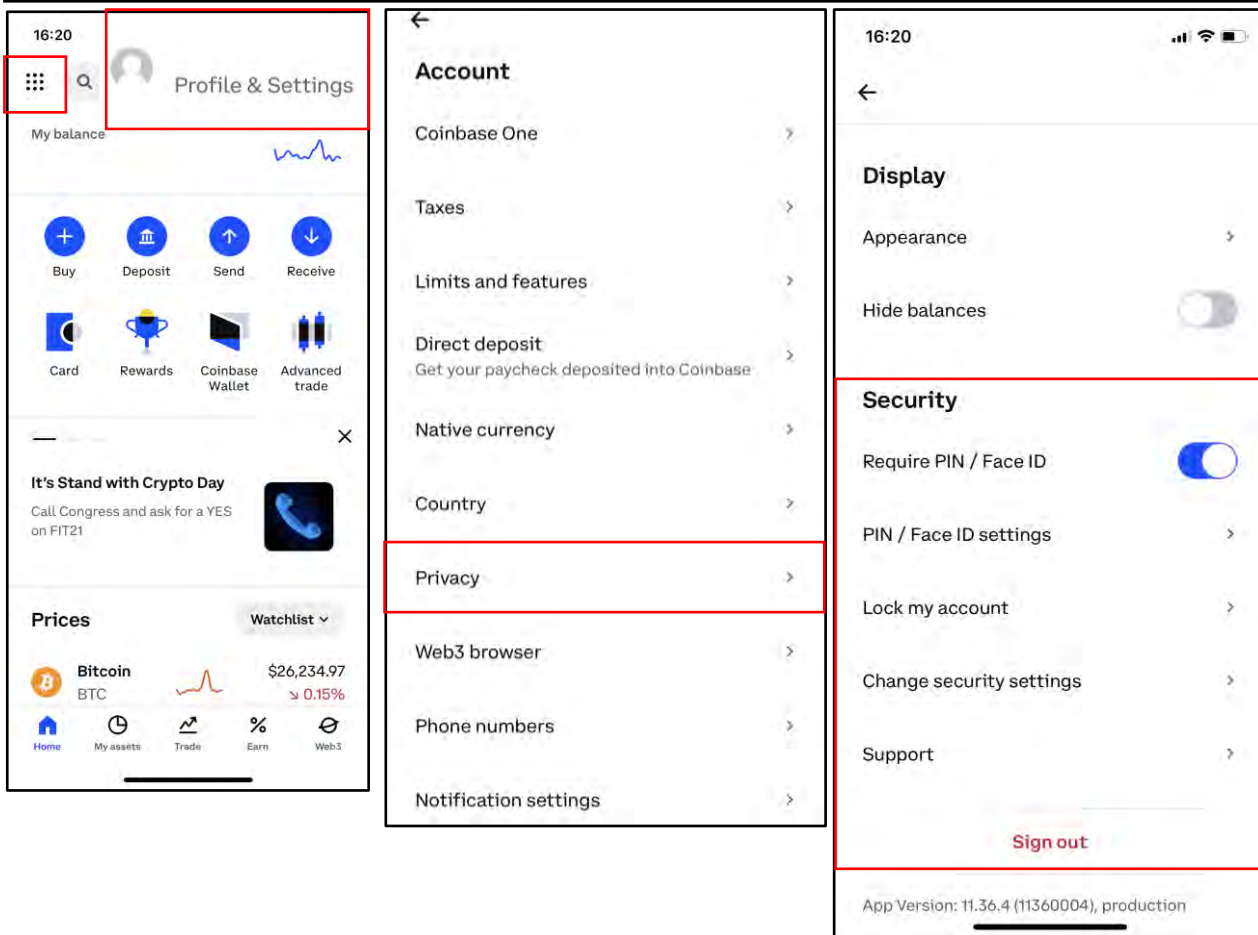 16:20
Profile & Settings
My balance
Buy Deposit Send Receive
Card Rewards Coinbase Wallet Advanced trade
It's Stand with Crypto Day
Call Congress and ask for a YES
on FIT21
Prices Watchlist
Bitcoin $26,234.97
BTC ↘ 0.15%
Home My assets Trade Earn Web3
Account
Coinbase One
Taxes
Limits and features
Direct deposit
Get your paycheck deposited into Coinbase
Native currency
Country
Privacy
Web3 browser
Phone numbers
Notification settings
16:20
Display
Appearance
Hide balances
Security
Require PIN / Face ID
PIN / Face ID settings
Lock my account
Change security settings
Support
Sign out
App Version: 11.36.4 (11360004), production